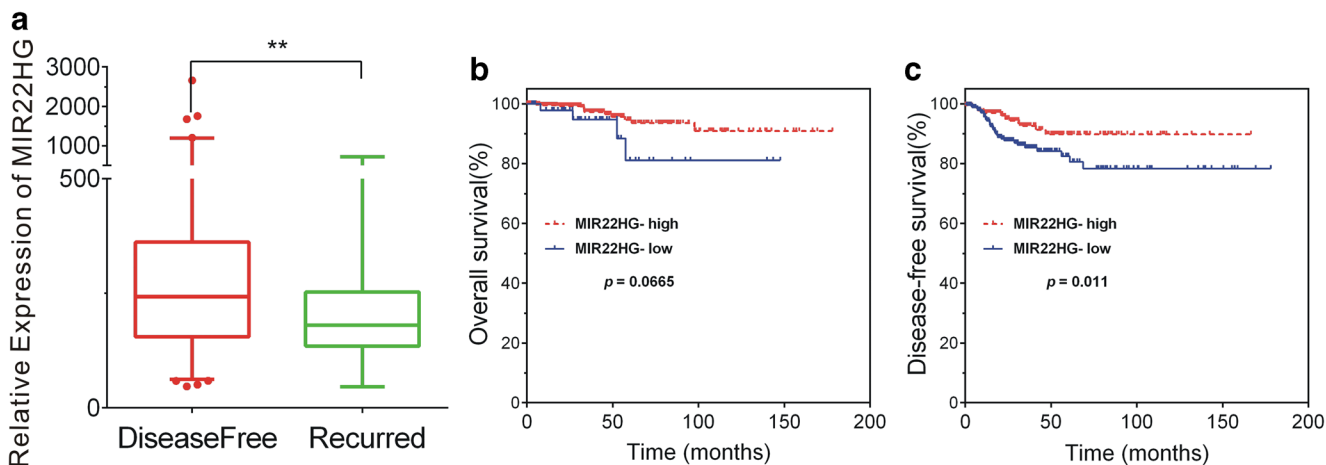 a
Relative Expression of MIR22HG
3000
2000
1000
500
0
**
DiseaseFree
Recurred
b
Overall survival(%)
100
80
60
40
20
0
MIR22HG- high
MIR22HG- low
p = 0.0665
0
50
100
150
200
Time (months)
c
Disease-free survival(%)
100
80
60
40
20
0
MIR22HG- high
MIR22HG- low
p = 0.011
0
50
100
150
200
Time (months)